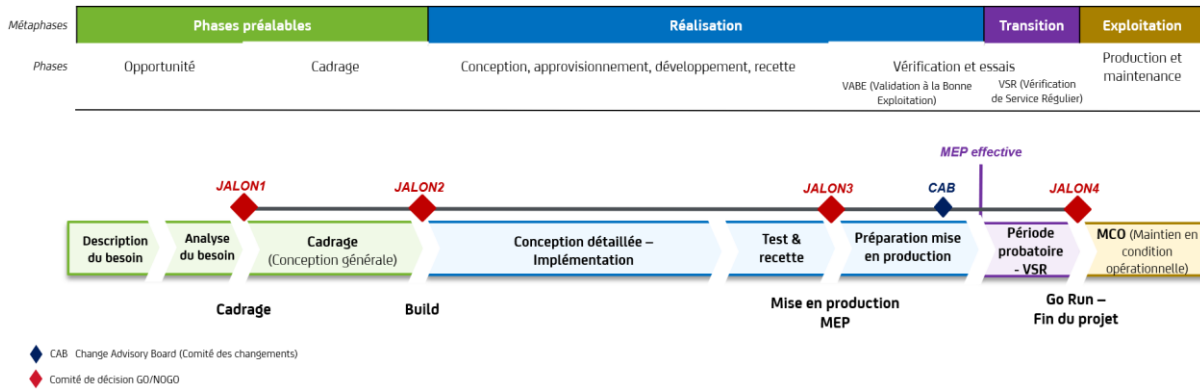 Métaphases
Phases préalables
Réalisation
Transition
Exploitation
Phases
Opportunité
Cadrage
Conception, approvisionnement, développement, recette
Vérification et essais
VABE (Validation à la Bonne
Exploitation)
VSR (Vérification
de Service Régulier)
Production et
maintenance
MEP effective
JALON1
JALON2
JALON3
CAB
JALON4
Description
du besoin
Analyse
du besoin
Cadrage
(Conception générale)
Conception détaillée –
Implémentation
Test &
recette
Préparation mise
en production
Période
probatoire
- VSR
MCO (Maintien en
condition
opérationnelle)
Cadrage
Build
Mise en production
MEP
Go Run –
Fin du projet
CAB Change Advisory Board (Comité des changements)
Comité de décision GO/NOGO